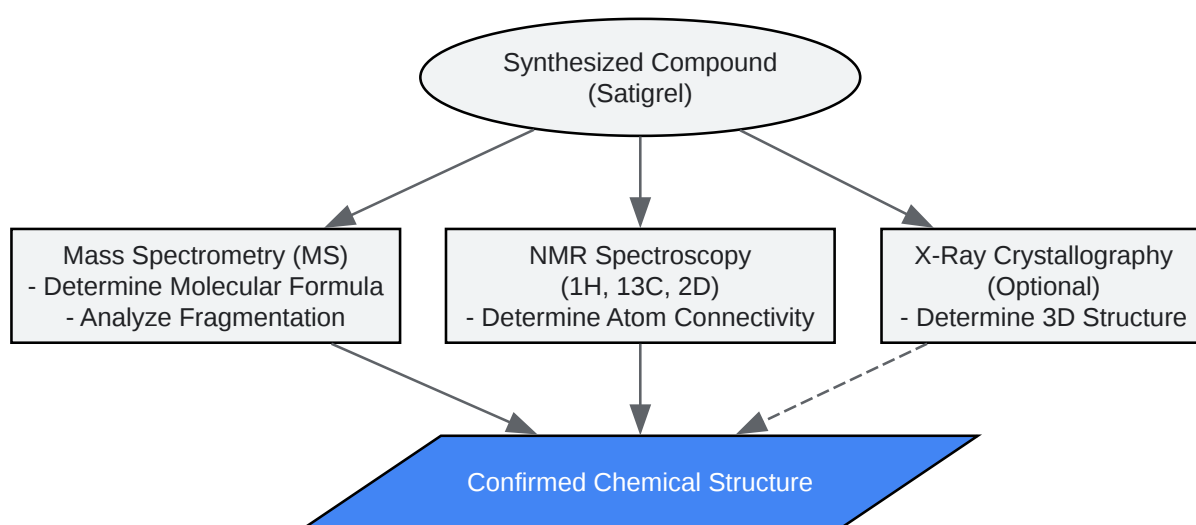 Synthesized Compound
(Satigrel)
Mass Spectrometry (MS)
- Determine Molecular Formula
- Analyze Fragmentation
NMR Spectroscopy
(1H, 13C, 2D)
- Determine Atom Connectivity
X-Ray Crystallography
(Optional)
- Determine 3D Structure
Confirmed Chemical Structure